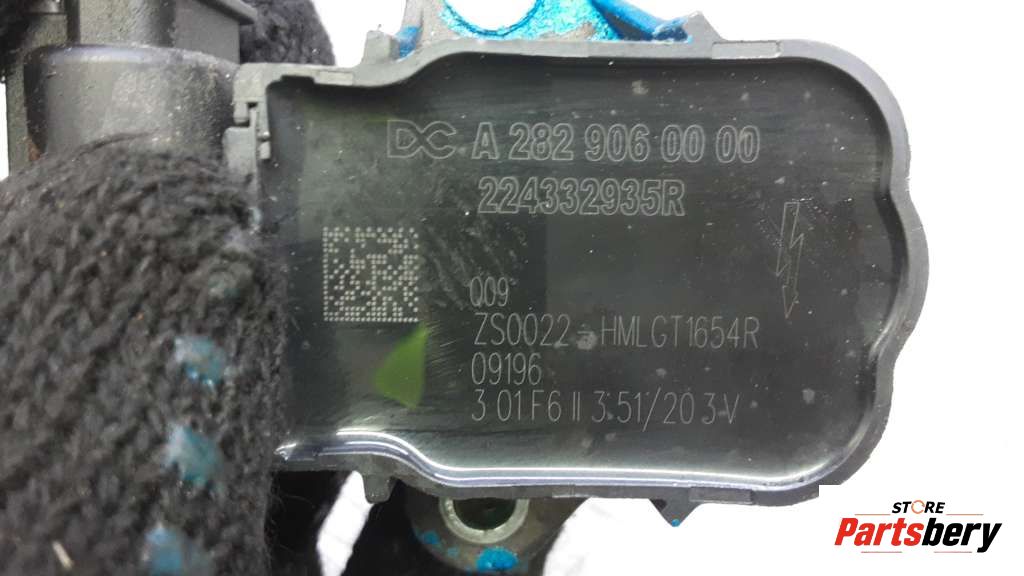 DC A 282 906 00 00
224332935R
009
ZS0022-HMLGT1654R
09196
3 01F6 II 3.51/20 3-V
STORE
Partsbery